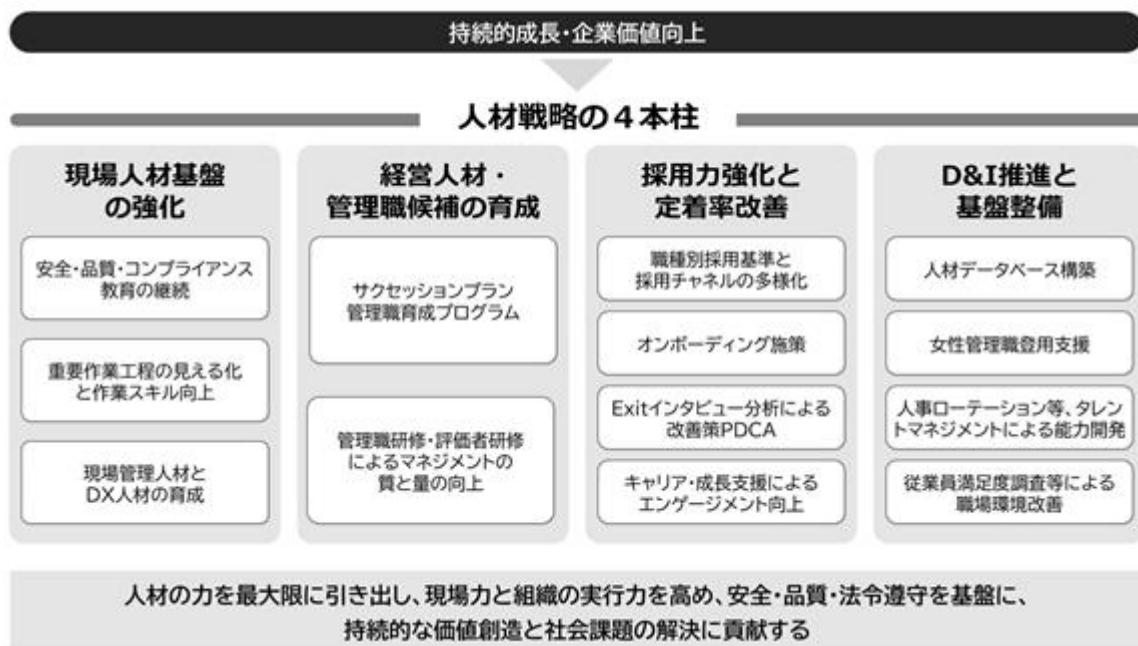 持続的成長・企業価値向上
人材戦略の4本柱
現場人材基盤
の強化
安全・品質・コンプライアンス
教育の継続
重要作業工程の見える化
と作業スキル向上
現場管理人材と
DX人材の育成
経営人材・
管理職候補の育成
サクセッションプラン
管理職育成プログラム
管理職研修・評価者研修
によるマネジメントの
質と量の向上
採用力強化と
定着率改善
職種別採用基準と
採用チャネルの多様化
オンボーディング施策
Exitインタビュー分析による
改善策PDCA
キャリア・成長支援による
エンゲージメント向上
D&I推進と
基盤整備
人材データベース構築
女性管理職登用支援
人事ローテーション等、タレン
トマネジメントによる能力開発
従業員満足度調査等による
職場環境改善
人材の力を最大限に引き出し、現場力と組織の実行力を高め、安全・品質・法令遵守を基盤に、
持続的な価値創造と社会課題の解決に貢献する